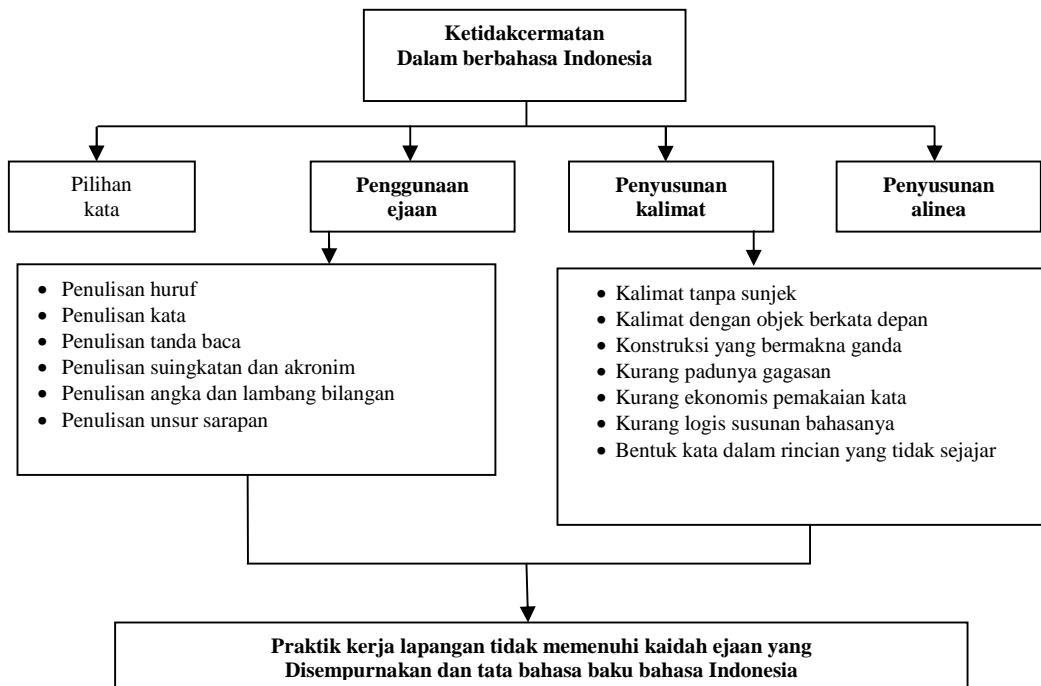 Ketidakcermatan
Dalam berbahasa Indonesia
Pilihan
kata
Penggunaan
ejaan
Penyusunan
kalimat
Penyusunan
alinea
• Penulisan huruf
• Penulisan kata
• Penulisan tanda baca
• Penulisan suingkatan dan akronim
• Penulisan angka dan lambang bilangan
• Penulisan unsur sarapan
• Kalimat tanpa sunjek
• Kalimat dengan objek berkata depan
• Konstruksi yang bermakna ganda
• Kurang padunya gagasan
• Kurang ekonomis pemakaian kata
• Kurang logis susunan bahasanya
• Bentuk kata dalam rincian yang tidak sejajar
Praktik kerja lapangan tidak memenuhi kaidah ejaan yang
Disempurnakan dan tata bahasa baku bahasa Indonesia